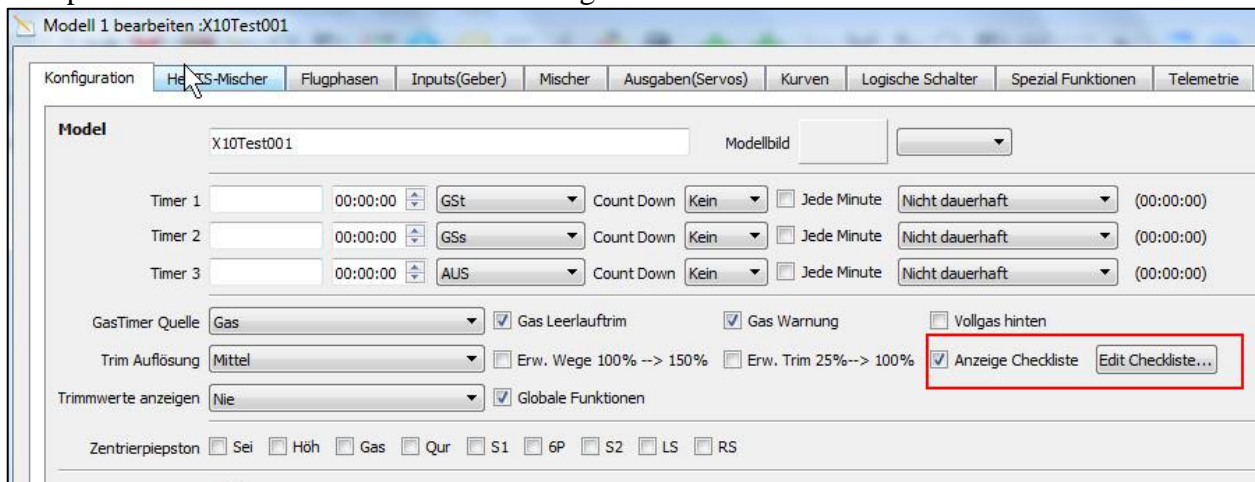 Modell 1 bearbeiten :X10Test001
Konfiguration He TS-Mischer Flugphasen Inputs(Geber) Mischer Ausgaben(Servos) Kurven Logische Schalter Spezial Funktionen Telemetrie
Model X10Test001 Modellbild
Timer 1 00:00:00 GSt Count Down Kein Jede Minute Nicht dauerhaft (00:00:00)
Timer 2 00:00:00 GSs Count Down Kein Jede Minute Nicht dauerhaft (00:00:00)
Timer 3 00:00:00 AUS Count Down Kein Jede Minute Nicht dauerhaft (00:00:00)
GasTimer Quelle Gas Gas Leerlauftrim Gas Warnung Vollgas hinten
Trim Auflösung Mittel Erw. Wege 100% --> 150% Erw. Trim 25%--> 100% Anzeige Checkliste Edit Checkliste...
Trimmwerte anzeigen Nie Globale Funktionen
Zentrierpiepston Sei Höh Gas Qur S1 6P S2 LS RS